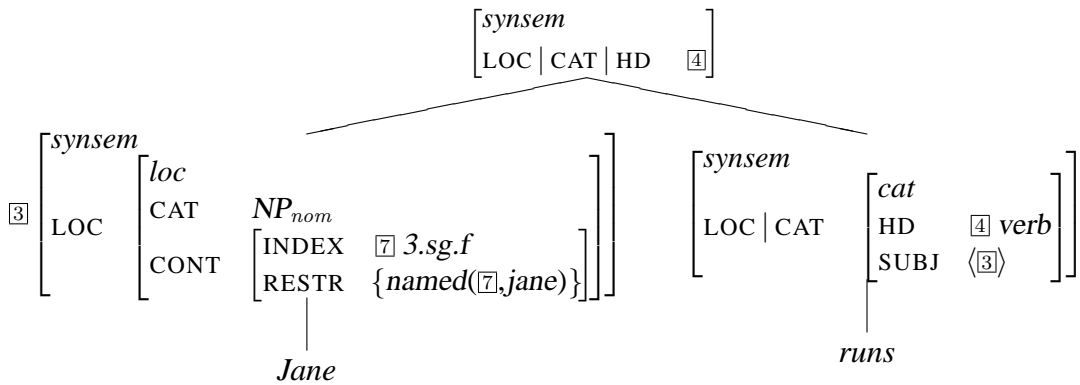 synsem
LOC | CAT | HD 4
synsem
loc
CAT NP_nom
3 LOC
INDEX 7 3.sg.f
CONT
RESTR {named(7,jane)}
synsem
cat
HD 4 verb
LOC | CAT
SUBJ ⟨3⟩
Jane
runs